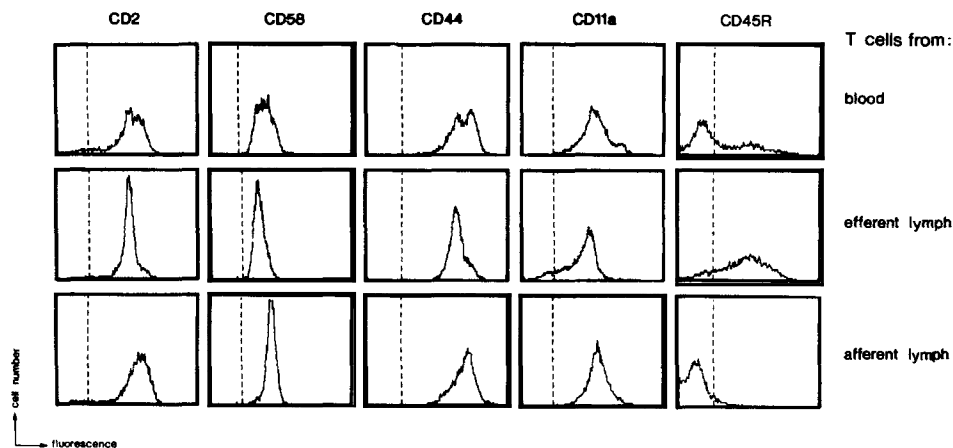 CD2 CD58 CD44 CD11a CD45R
T cells from:
blood
efferent lymph
afferent lymph
cell number
fluorescence